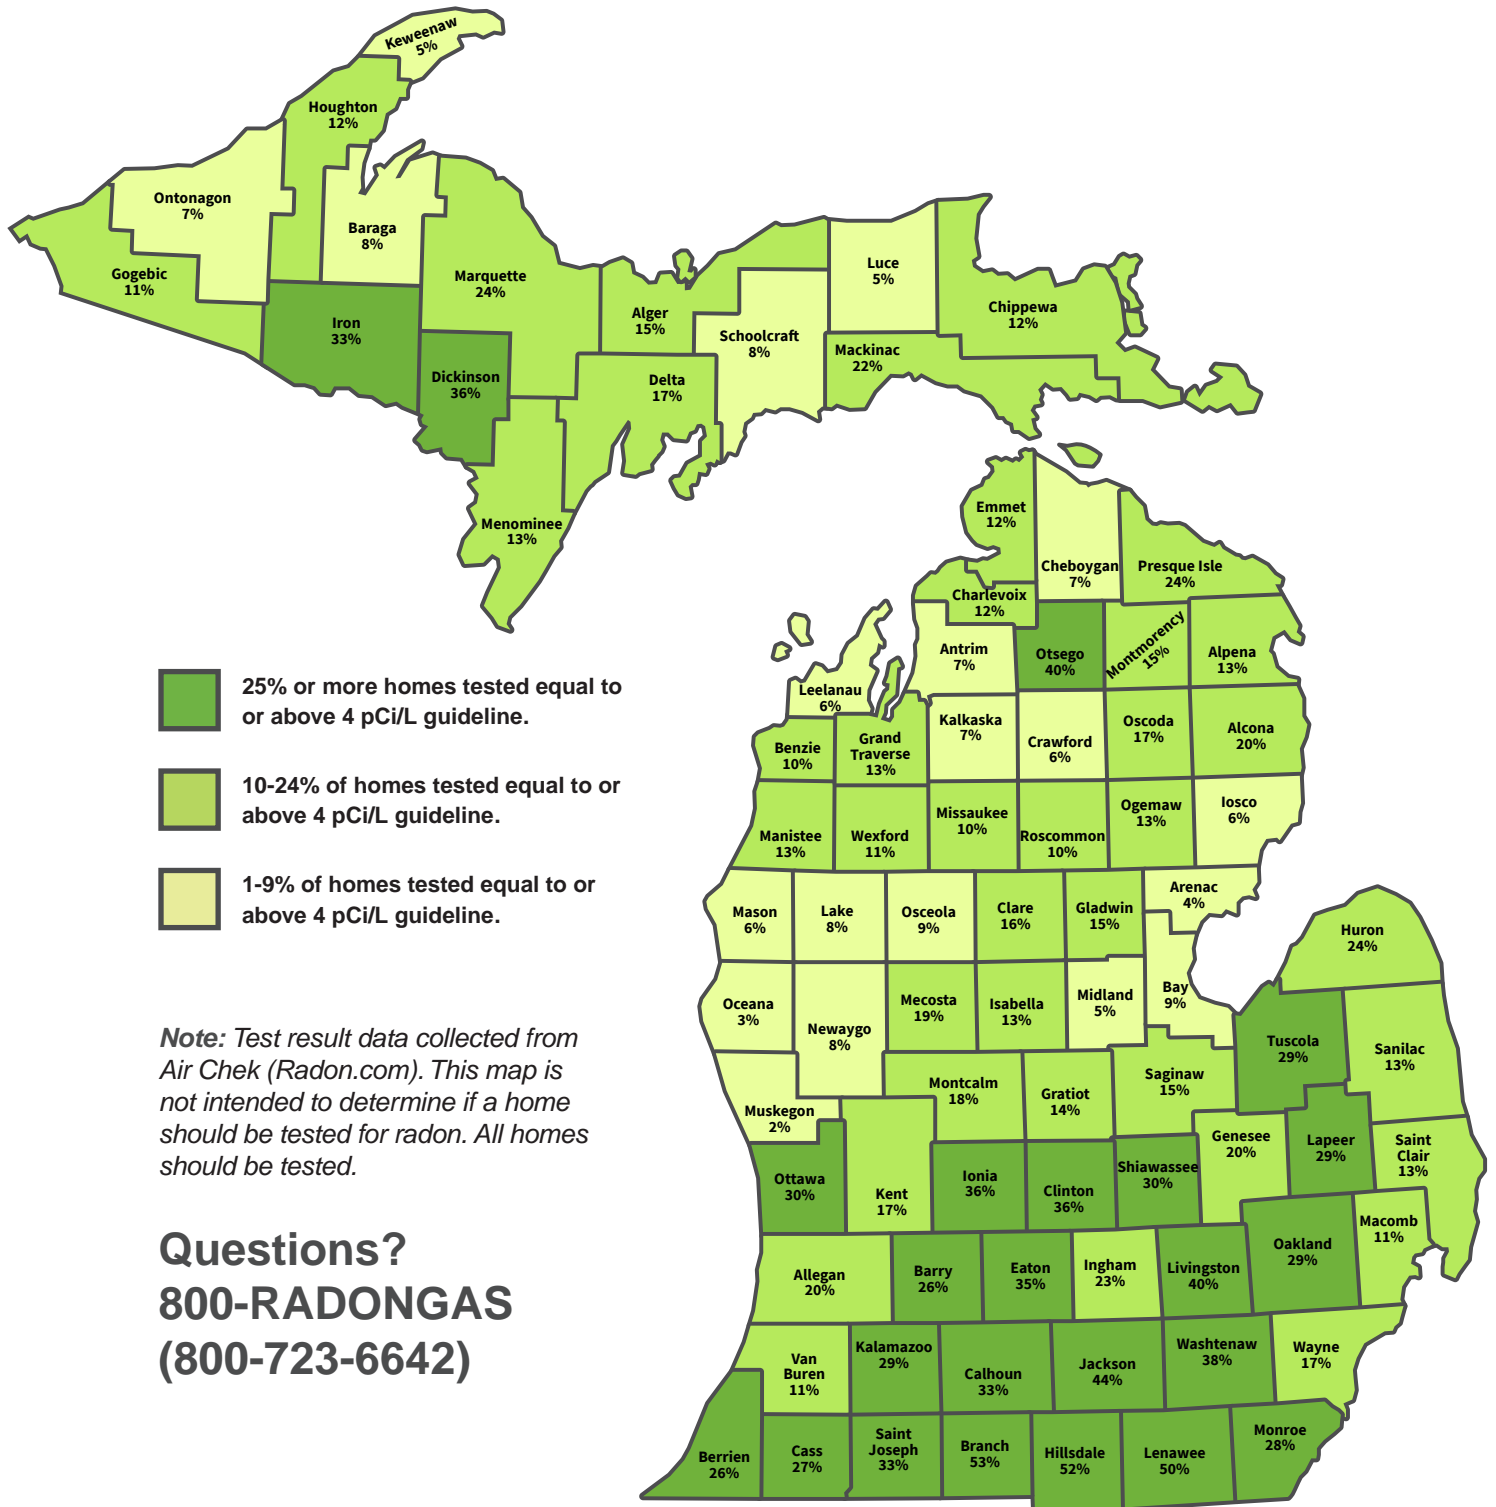 Keweenaw
5%
Houghton
12%
Ontonagon
7%
Baraga
8%
Gogebic
11%
Marquette
24%
Iron
33%
Dickinson
36%
Alger
15%
Luce
5%
Schoolcraft
8%
Chippewa
12%
Mackinac
22%
Delta
17%
Menominee
13%
Emmet
12%
Cheboygan
7%
Presque Isle
24%
Charlevoix
12%
Antrim
7%
Otsego
40%
Montmorency
15%
Alpena
13%
Leelanau
6%
Benzie
10%
Grand
Traverse
13%
Kalkaska
7%
Crawford
6%
Oscoda
17%
Alcona
20%
Manistee
13%
Wexford
11%
Missaukee
10%
Roscommon
10%
Ogemaw
13%
Iosco
6%
Mason
6%
Lake
8%
Osceola
9%
Clare
16%
Gladwin
15%
Arenac
4%
Huron
24%
Oceana
3%
Newaygo
8%
Mecosta
19%
Isabella
13%
Midland
5%
Bay
9%
Tuscola
29%
Sanilac
13%
Muskegon
2%
Montcalm
18%
Gratiot
14%
Saginaw
15%
Genesee
20%
Lapeer
29%
Saint
Clair
13%
Ottawa
30%
Kent
17%
Ionia
36%
Clinton
36%
Shiawassee
30%
Allegan
20%
Barry
26%
Eaton
35%
Ingham
23%
Livingston
40%
Oakland
29%
Macomb
11%
Van
Buren
11%
Kalamazoo
29%
Calhoun
33%
Jackson
44%
Washtenaw
38%
Wayne
17%
Berrien
26%
Cass
27%
Saint
Joseph
33%
Branch
53%
Hillsdale
52%
Lenawee
50%
Monroe
28%
25% or more homes tested equal to
or above 4 pCi/L guideline.
10-24% of homes tested equal to or
above 4 pCi/L guideline.
1-9% of homes tested equal to or
above 4 pCi/L guideline.
Note: Test result data collected from
Air Chek (Radon.com). This map is
not intended to determine if a home
should be tested for radon. All homes
should be tested.
Questions?
800-RADONGAS
(800-723-6642)